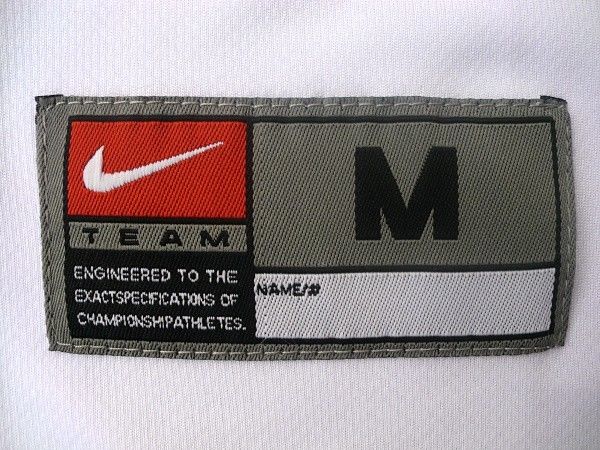 TEAM
ENGINEERED TO THE
EXACTSPECIFICATIONS OF
CHAMPIONSHIPATHLETES.
M
NAME/#